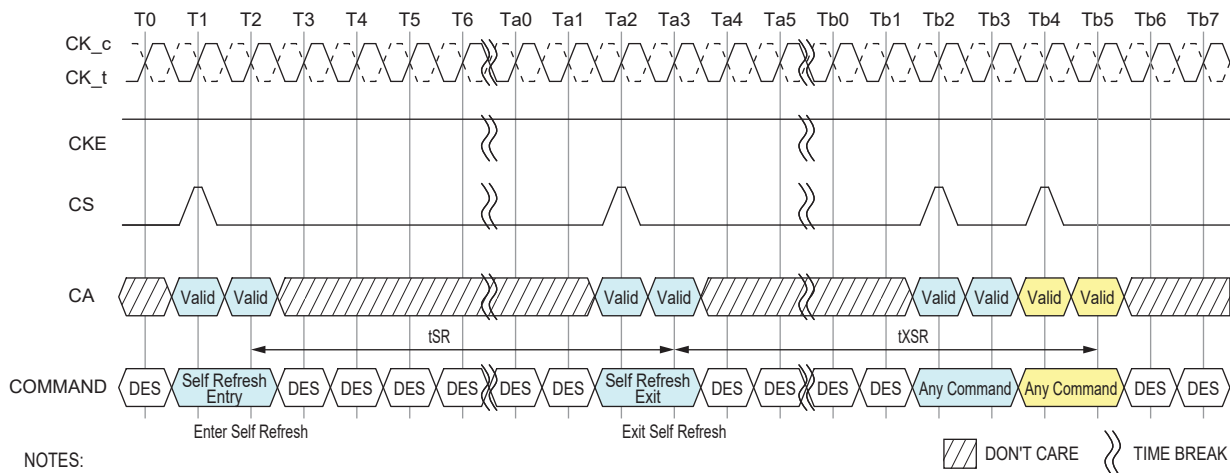 T0 T1 T2 T3 T4 T5 T6 Ta0 Ta1 Ta2 Ta3 Ta4 Ta5 Tb0 Tb1 Tb2 Tb3 Tb4 Tb5 Tb6 Tb7
CK_c
CK_t
CKE
CS
CA Valid Valid Valid Valid Valid Valid Valid Valid
tSR tXSR
COMMAND DES Self Refresh Entry DES DES DES DES DES DES Self Refresh Exit DES DES DES DES Any Command Any Command DES DES
Enter Self Refresh Exit Self Refresh
NOTES: DON'T CARE TIME BREAK